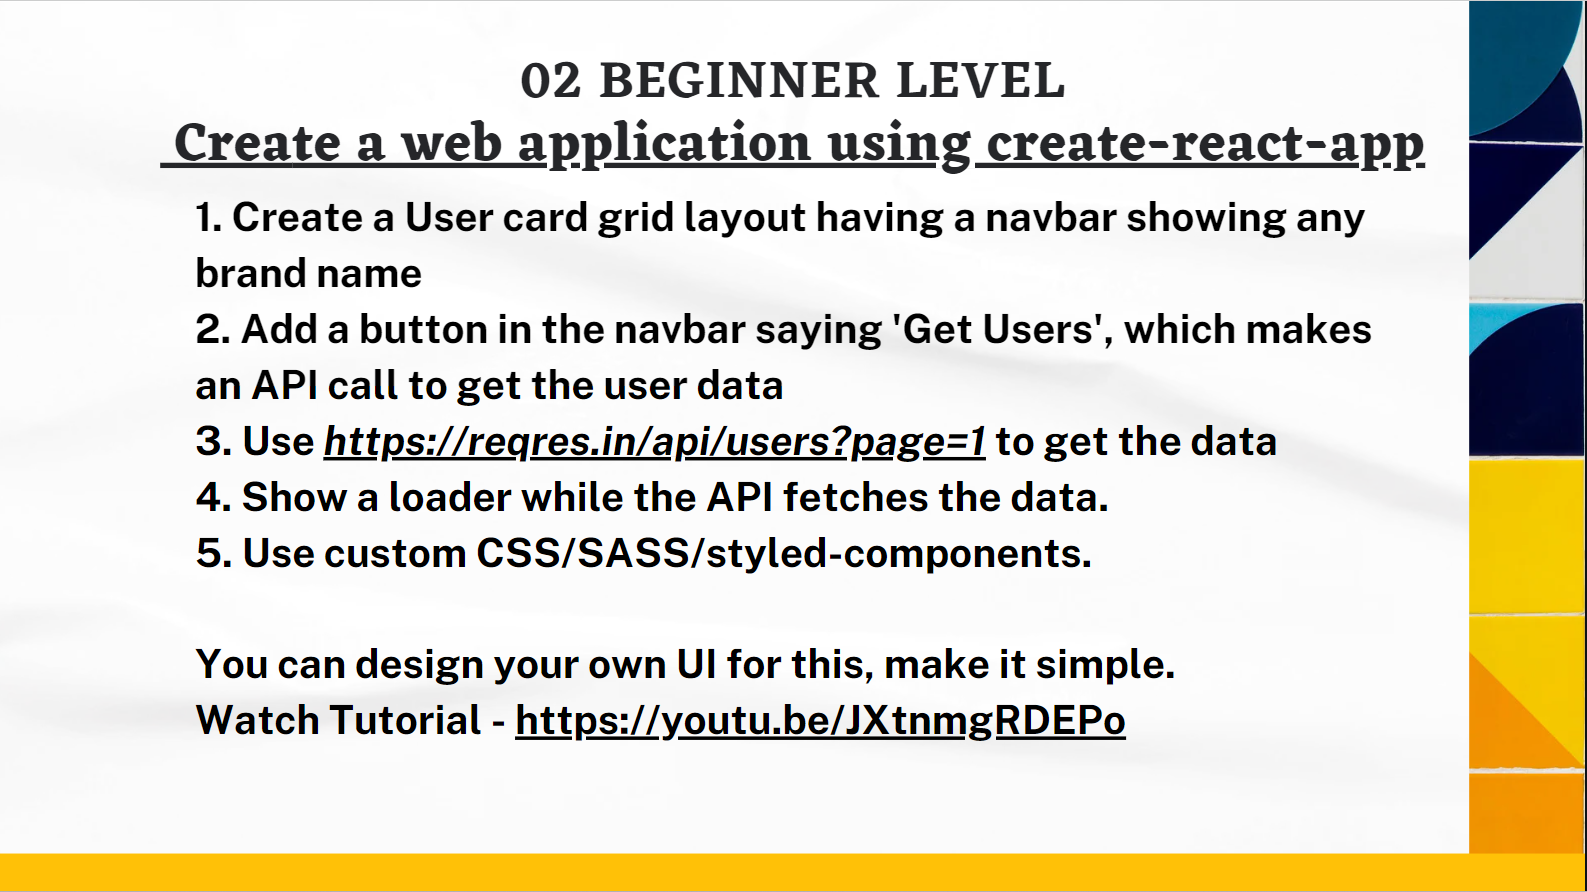 02 BEGINNER LEVEL
Create a web application using create-react-app
1. Create a User card grid layout having a navbar showing any
brand name
2. Add a button in the navbar saying 'Get Users', which makes
an API call to get the user data
3. Use https://reqres.in/api/users?page=1 to get the data
4. Show a loader while the API fetches the data.
5. Use custom CSS/SASS/styled-components.
You can design your own UI for this, make it simple.
Watch Tutorial - https://youtu.be/JXtnmgRDEPo